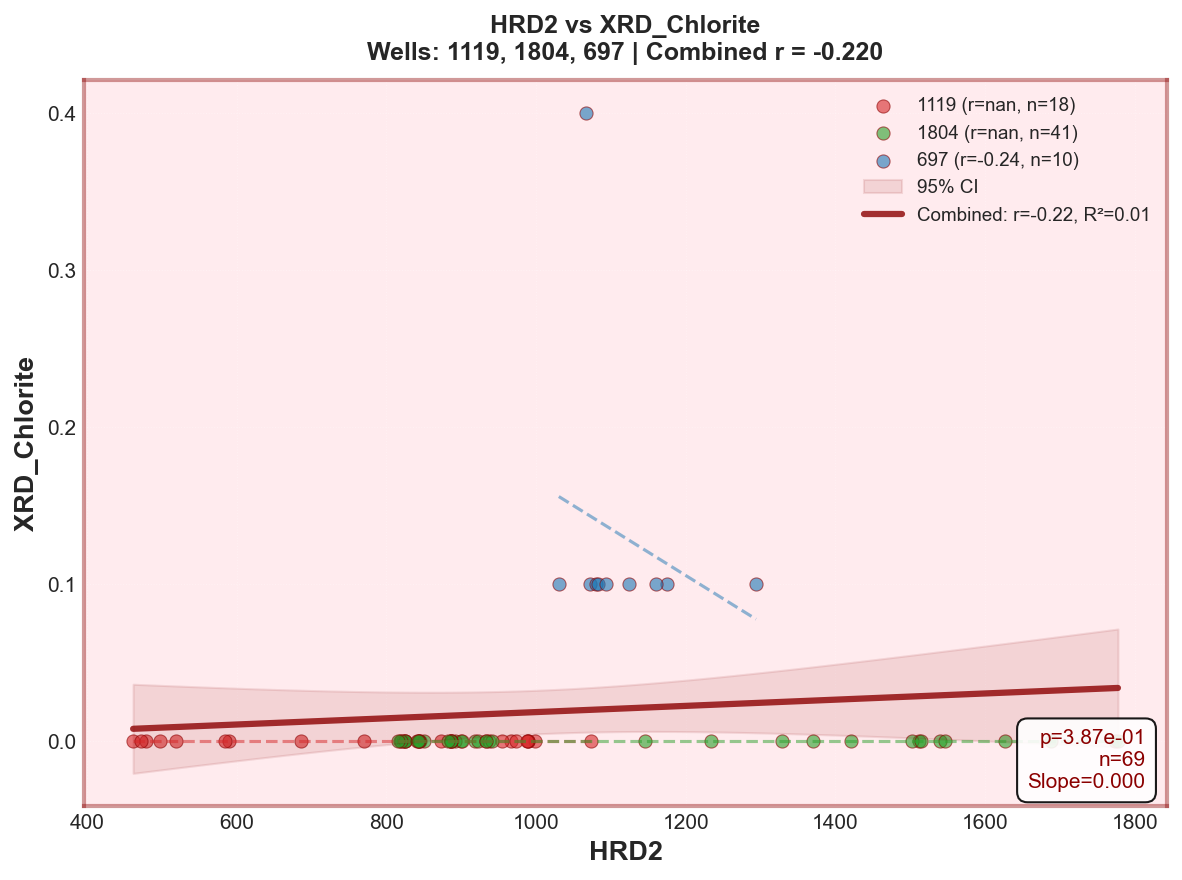 HRD2 vs XRD_Chlorite
Wells: 1119, 1804, 697 | Combined r = -0.220
1119 (r=nan, n=18)
1804 (r=nan, n=41)
697 (r=-0.24, n=10)
95% CI
Combined: r=-0.22, R²=0.01
0.4
0.3
0.2
0.1
0.0
XRD_Chlorite
p=3.87e-01
n=69
Slope=0.000
400 600 800 1000 1200 1400 1600 1800
HRD2